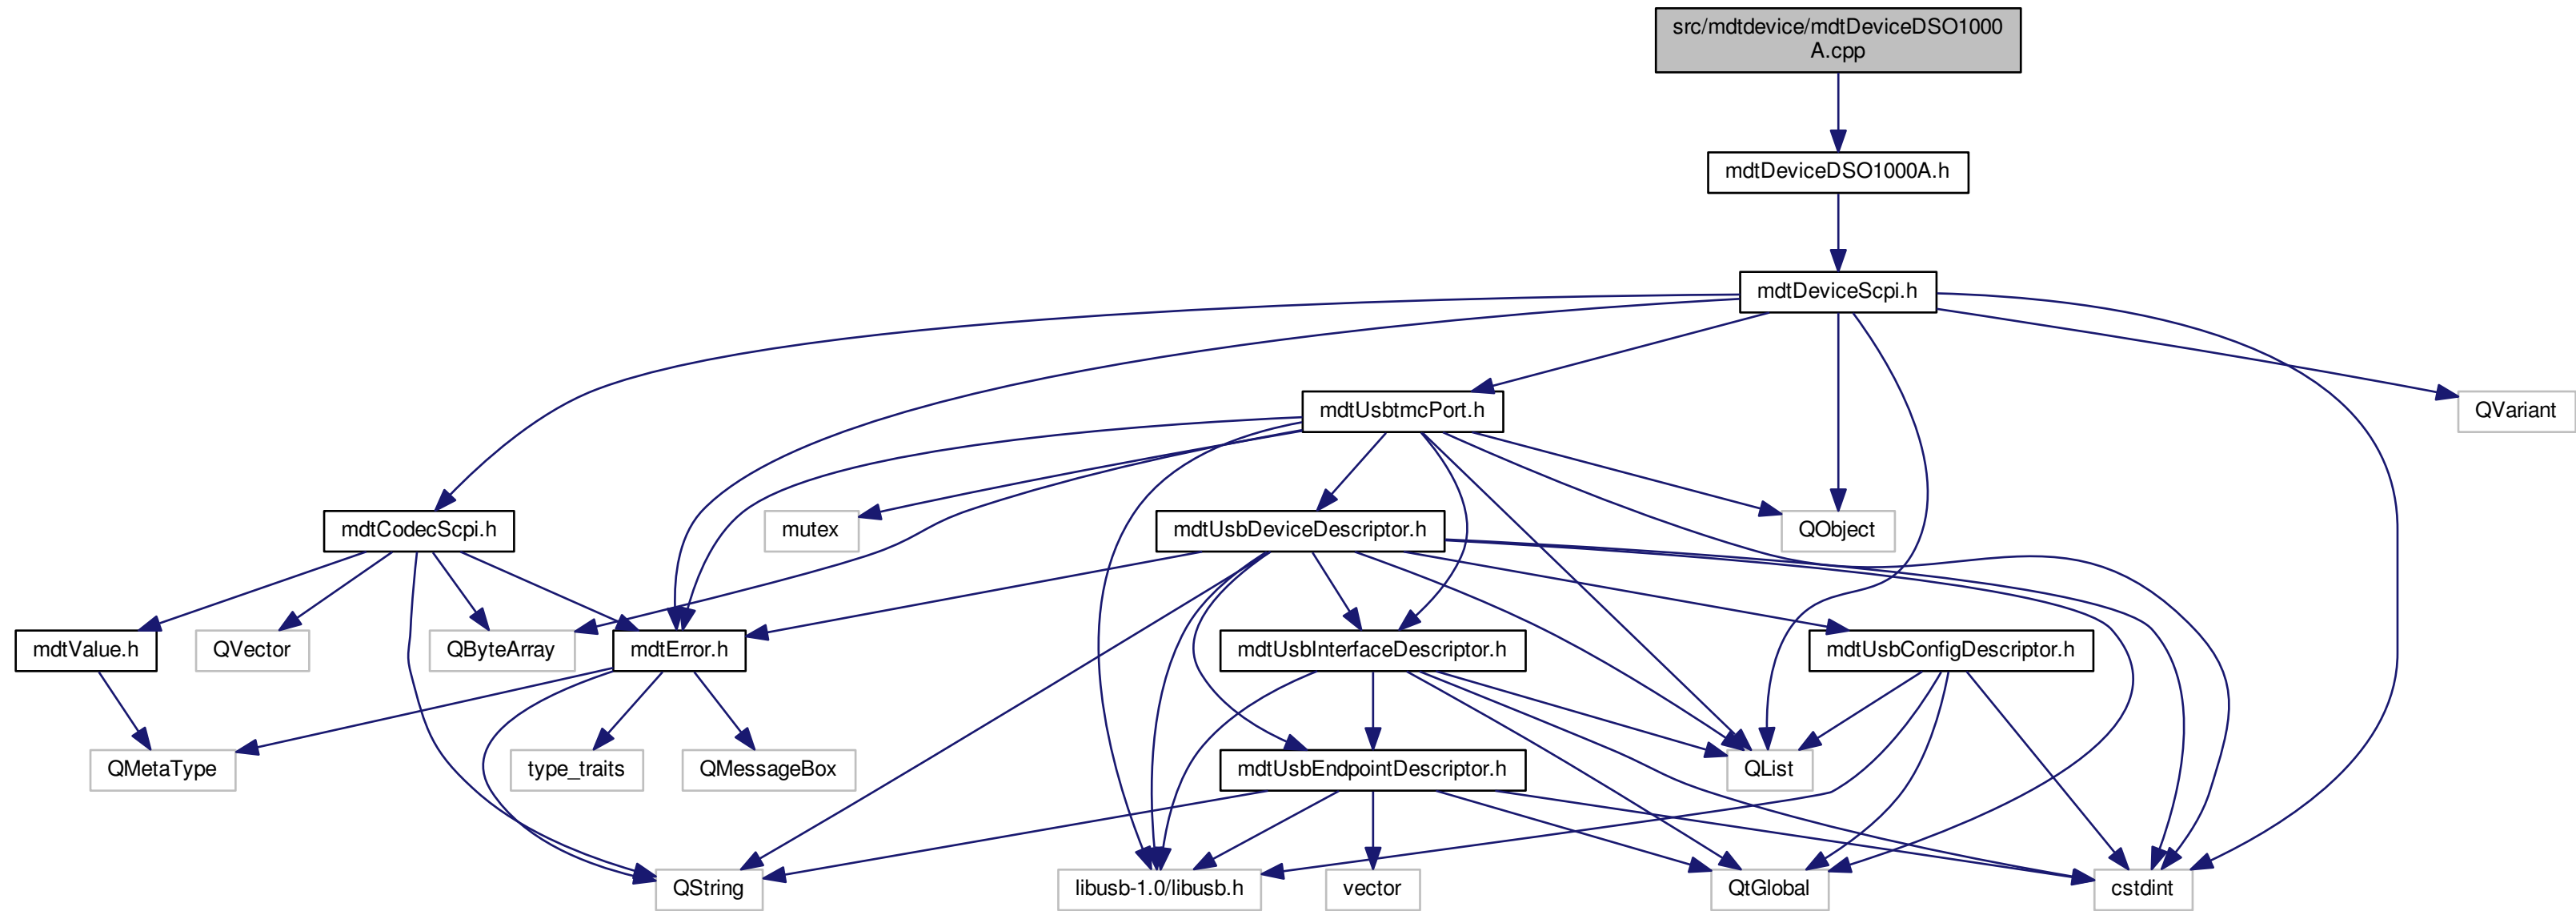 src/mdtdevice/mdtDeviceDSO1000
A.cpp
mdtDeviceDSO1000A.h
mdtDeviceScpi.h
mdtUsbtmcPort.h
QVariant
mdtCodecScpi.h
mutex
mdtUsbDeviceDescriptor.h
QObject
mdtValue.h
QVector
QByteArray
mdtError.h
mdtUsbInterfaceDescriptor.h
mdtUsbConfigDescriptor.h
QMetaType
type_traits
QMessageBox
mdtUsbEndpointDescriptor.h
QList
QString
libusb-1.0/libusb.h
vector
QtGlobal
cstdint